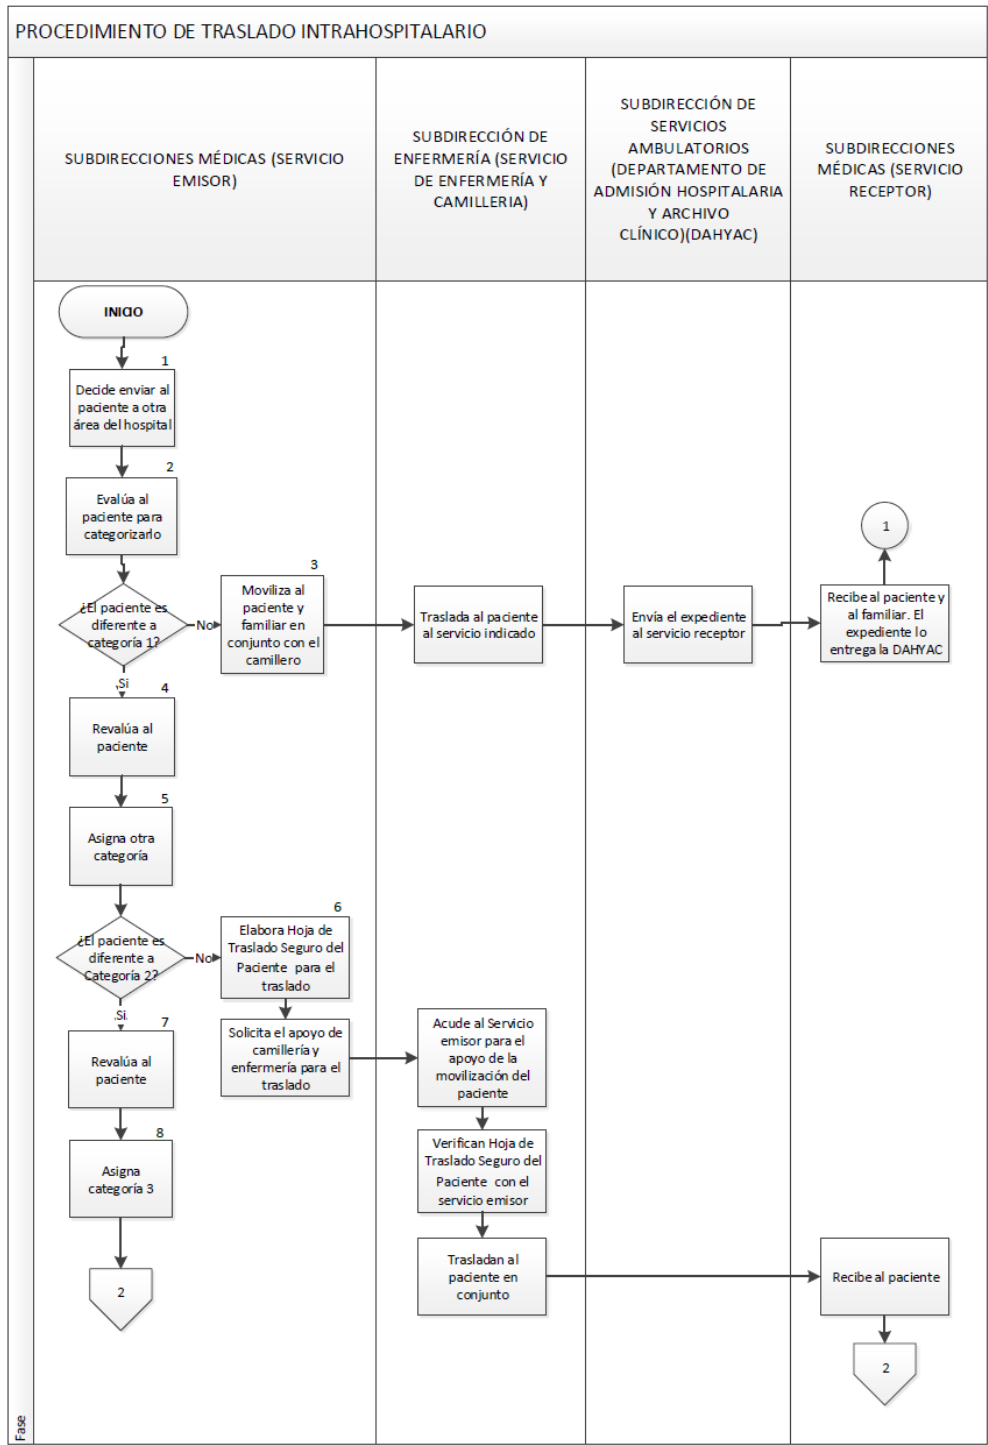 PROCEDIMIENTO DE TRASLADO INTRAHOSPITALARIO
SUBDIRECCIONES MÉDICAS (SERVICIO
EMISOR)
SUBDIRECCIÓN DE
ENFERMERÍA (SERVICIO
DE ENFERMERÍA Y
CAMILLERIA)
SUBDIRECCIÓN DE
SERVICIOS
AMBULATORIOS
(DEPARTAMENTO DE
ADMISIÓN HOSPITALARIA
Y ARCHIVO
CLÍNICO)(DAHYAC)
SUBDIRECCIONES
MÉDICAS (SERVICIO
RECEPTOR)
INICIO
1
Decide enviar al
paciente a otra
área del hospital
2
Evalúa al
paciente para
categorizarlo
¿El paciente es
diferente a
categoría 1?
No
3
Moviliza al
paciente y
familiar en
conjunto con el
camillero
Traslada al paciente
al servicio indicado
Envía el expediente
al servicio receptor
Recibe al paciente y
al familiar. El
expediente lo
entrega la DAHYAC
1
Si
4
Revalúa al
paciente
5
Asigna otra
categoría
¿El paciente es
diferente a
Categoría 2?
No
6
Elabora Hoja de
Traslado Seguro del
Paciente para el
traslado
Solicita el apoyo de
camillería y
enfermería para el
traslado
Acude al Servicio
emisor para el
apoyo de la
movilización del
paciente
Verifican Hoja de
Traslado Seguro del
Paciente con el
servicio emisor
Trasladan al
paciente en
conjunto
Recibe al paciente
2
Si
7
Revalúa al
paciente
8
Asigna
categoría 3
2
Fase